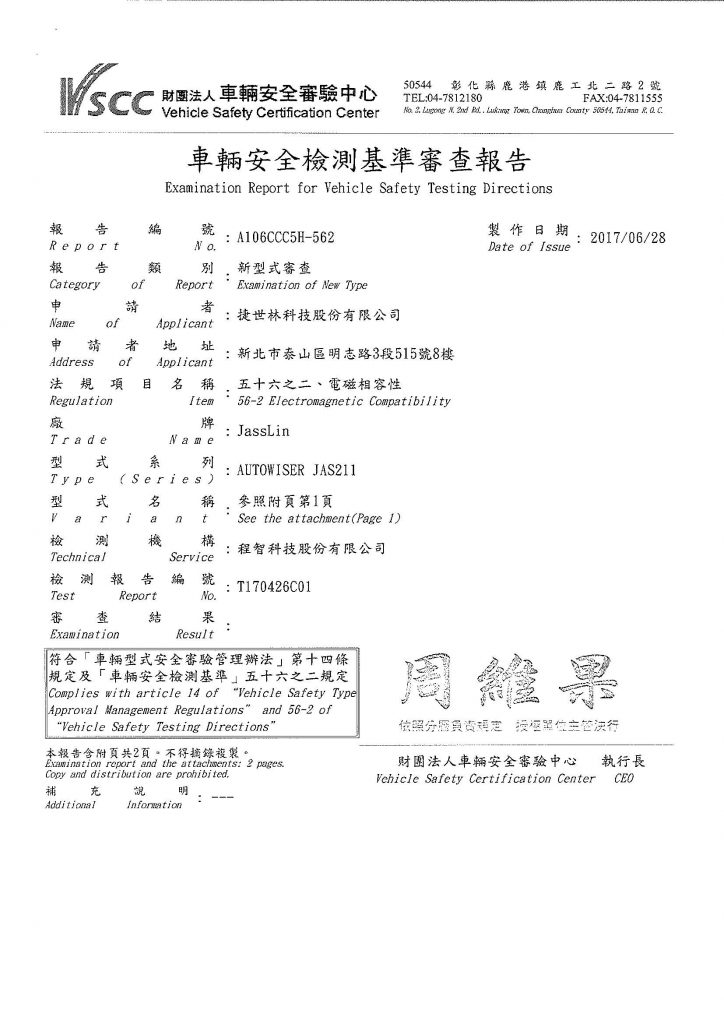 VSCC 財團法人車輛安全審驗中心
Vehicle Safety Certification Center
50544 彰化縣鹿港鎮鹿工北二路2號
TEL:04-7812180 FAX:04-7811555
No. 2, Lugong N. 2nd Rd., Lukang Town, Changhua County 50544, Taiwan R. O. C.
車輛安全檢測基準審查報告
Examination Report for Vehicle Safety Testing Directions
報告編號 : A106CCC5H-562
Report No.
製作日期 : 2017/06/28
Date of Issue
報告類別 : 新型式審查
Category of Report Examination of New Type
申請者 : 捷世林科技股份有限公司
Name of Applicant
申請者地址 : 新北市泰山區明志路3段515號8樓
Address of Applicant
法規項目名稱 : 五十六之二、電磁相容性
Regulation Item 56-2 Electromagnetic Compatibility
廠牌 : JassLin
Trade Name
型式系列 : AUTOWISER JAS211
Type (Series)
型式名稱 : 參照附頁第1頁
Variant See the attachment(Page 1)
檢測機構 : 程智科技股份有限公司
Technical Service
檢測報告編號 : T170426C01
Test Report No.
審查結果 :
Examination Result
符合「車輛型式安全審驗管理辦法」第十四條
規定及「車輛安全檢測基準」五十六之二規定
Complies with article 14 of “Vehicle Safety Type
Approval Management Regulations” and 56-2 of
“Vehicle Safety Testing Directions”
周維果
依照分層負責規定 授權單位主管決行
本報告含附頁共2頁。不得摘錄複製。
Examination report and the attachments: 2 pages.
Copy and distribution are prohibited.
財團法人車輛安全審驗中心 執行長
Vehicle Safety Certification Center CEO
補充說明 : ---
Additional Information